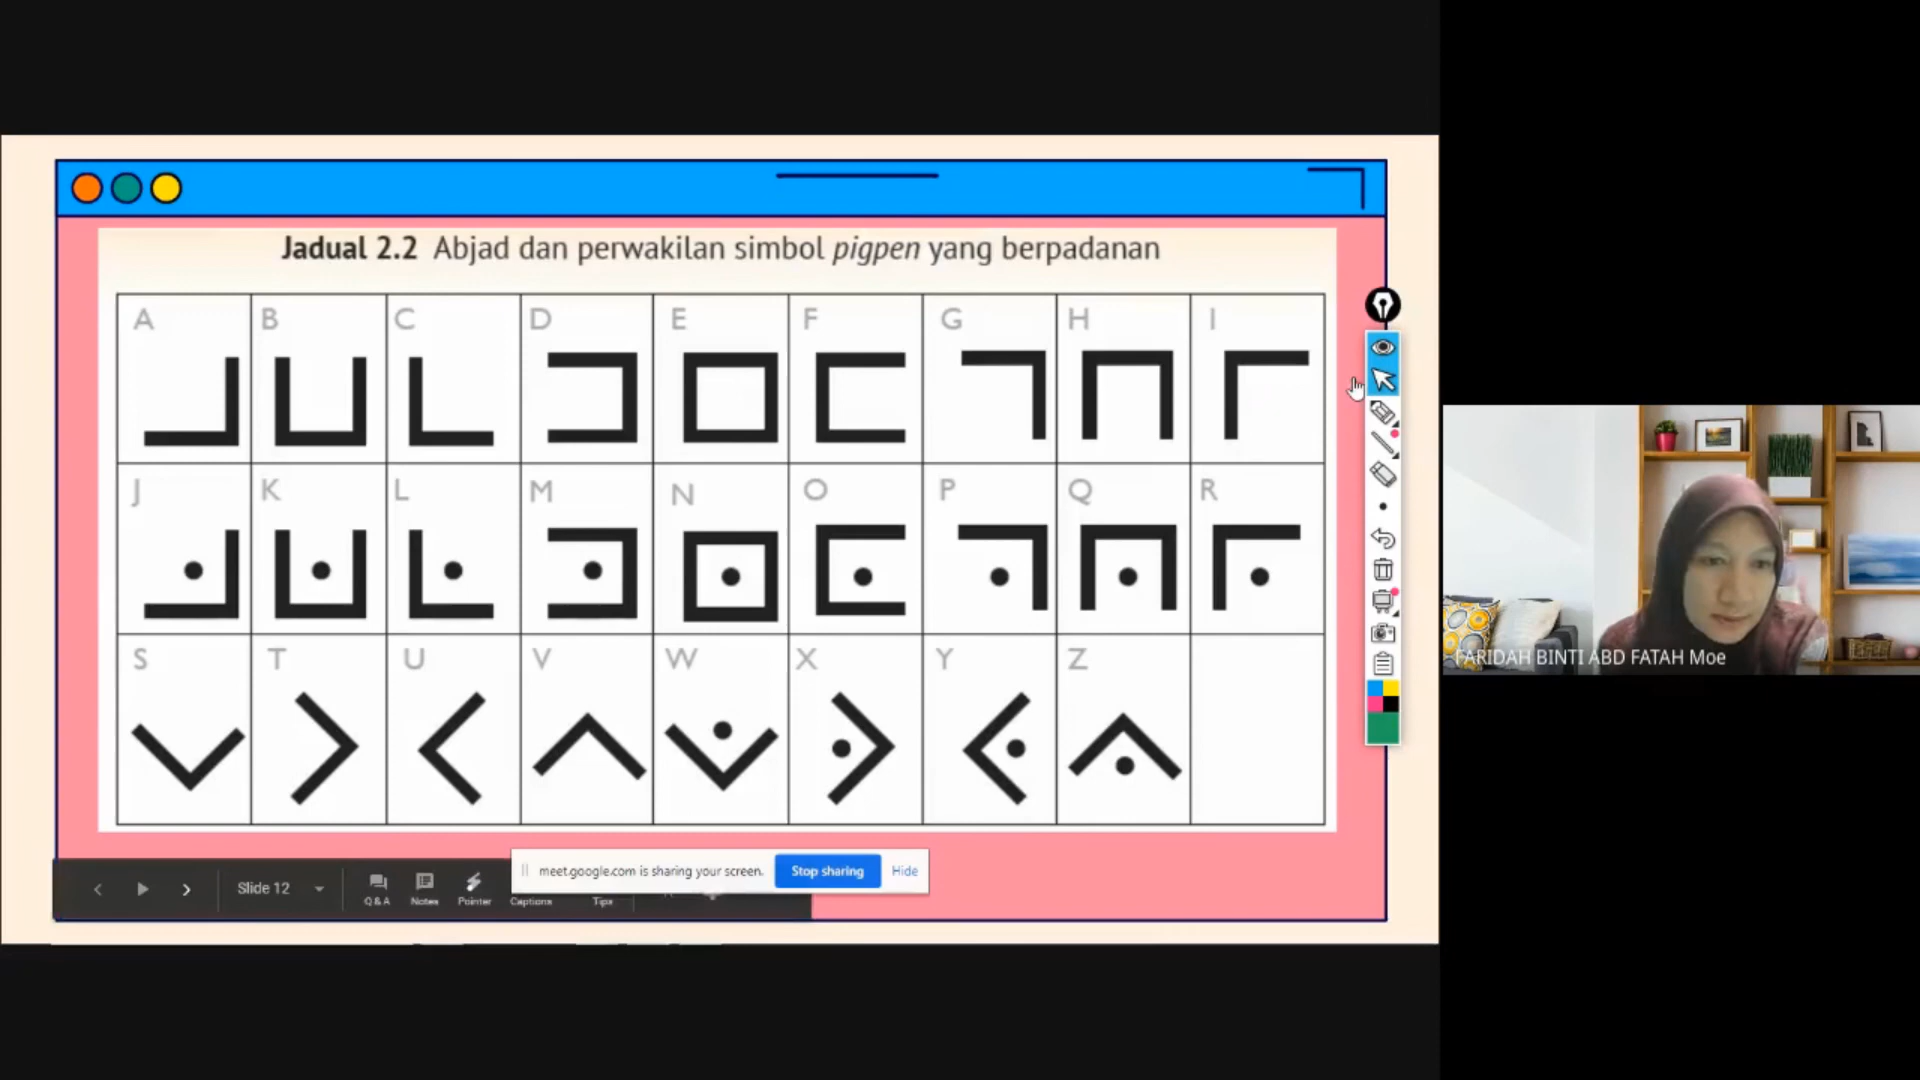 Jadual 2.2 Abjad dan perwakilan simbol pigpen yang berpadanan
A B C D E F G H I
J K L M N O P Q R
S T U V W X Y Z
FARIDAH BINTI ABD FATAH Moe
meet.google.com is sharing your screen. Stop sharing Hide
Slide 12 Q & A Notes Pointer Captions Tips